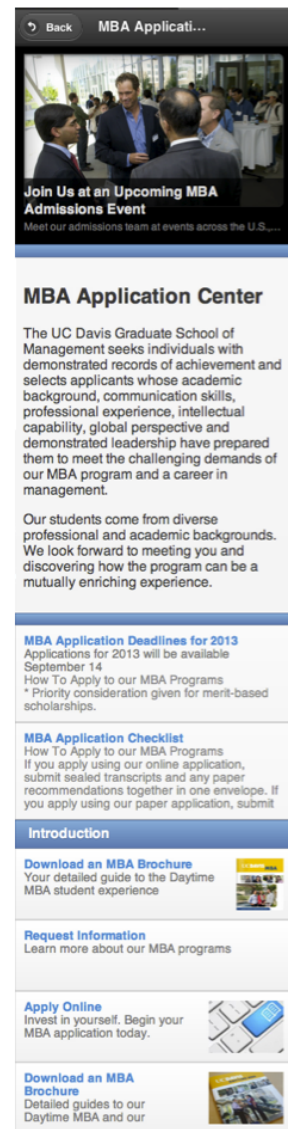 Back MBA Applicati...
Join Us at an Upcoming MBA
Admissions Event
Meet our admissions team at events across the U.S.,...
MBA Application Center
The UC Davis Graduate School of
Management seeks individuals with
demonstrated records of achievement and
selects applicants whose academic
background, communication skills,
professional experience, intellectual
capability, global perspective and
demonstrated leadership have prepared
them to meet the challenging demands of
our MBA program and a career in
management.
Our students come from diverse
professional and academic backgrounds.
We look forward to meeting you and
discovering how the program can be a
mutually enriching experience.
MBA Application Deadlines for 2013
Applications for 2013 will be available
September 14
How To Apply to our MBA Programs
* Priority consideration given for merit-based
scholarships.
MBA Application Checklist
How To Apply to our MBA Programs
If you apply using our online application,
submit sealed transcripts and any paper
recommendations together in one envelope. If
you apply using our paper application, submit
Introduction
Download an MBA Brochure
Your detailed guide to the Daytime
MBA student experience
Request Information
Learn more about our MBA programs
Apply Online
Invest in yourself. Begin your
MBA application today.
Download an MBA
Brochure
Detailed guides to our
Daytime MBA and our